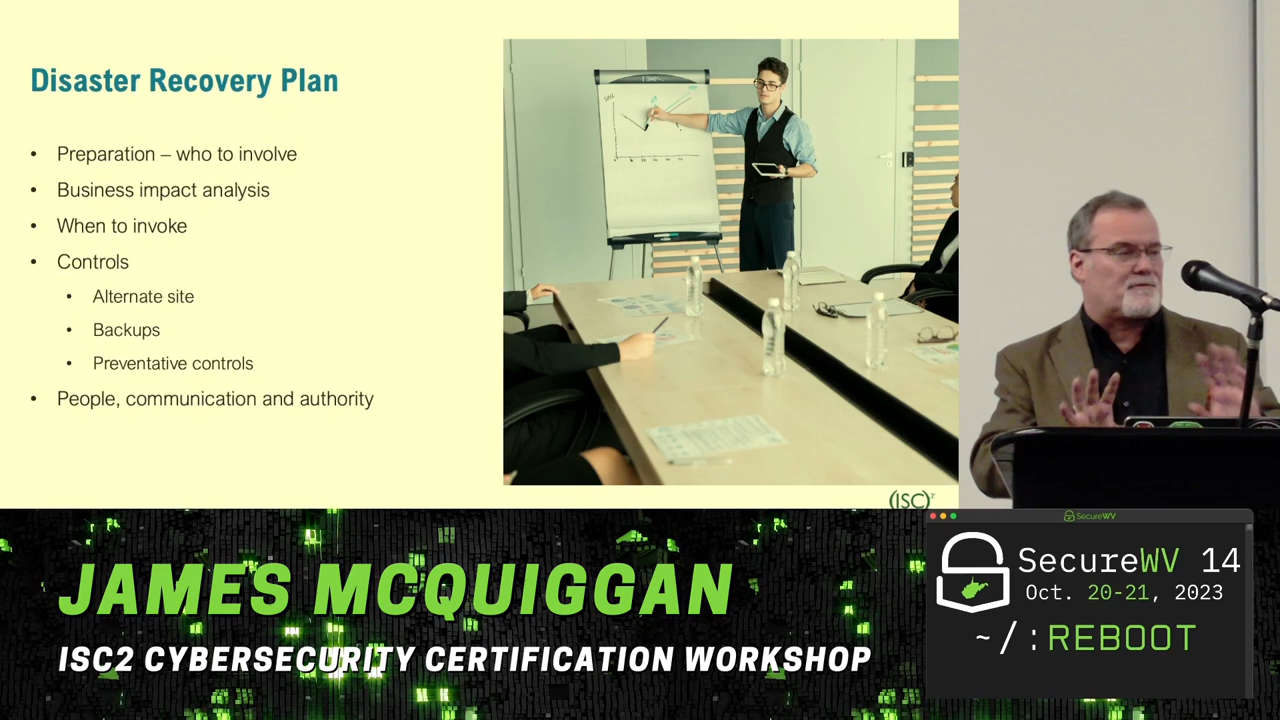 Disaster Recovery Plan
• Preparation – who to involve
• Business impact analysis
• When to invoke
• Controls
• Alternate site
• Backups
• Preventative controls
• People, communication and authority
(ISC)²
JAMES MCQUIGGAN
ISC2 CYBERSECURITY CERTIFICATION WORKSHOP
SecureWV
SecureWV 14
Oct. 20-21, 2023
~/:REBOOT